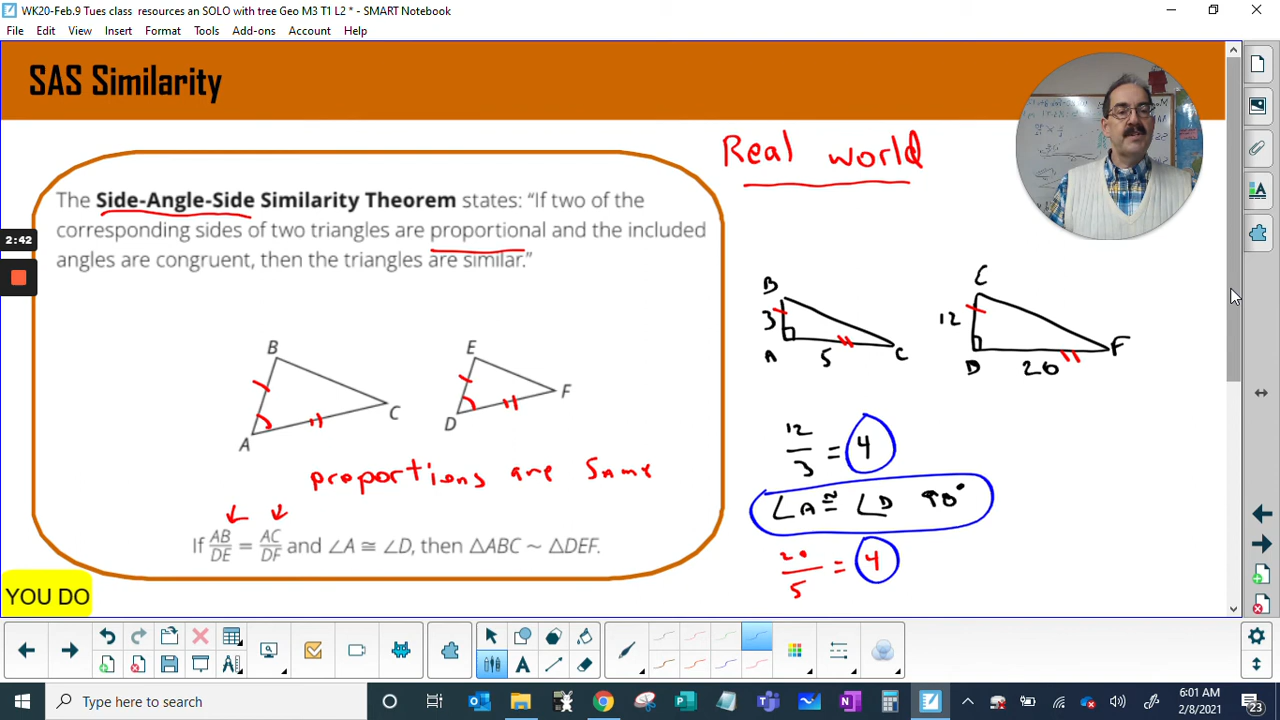 WK20-Feb.9 Tues class resources an SOLO with tree Geo M3 T1 L2 * - SMART Notebook
File Edit View Insert Format Tools Add-ons Account Help
SAS Similarity
Real world
The Side-Angle-Side Similarity Theorem states: “If two of the
corresponding sides of two triangles are proportional and the included
angles are congruent, then the triangles are similar.”
2:42
B
3
A
5
C
E
12
D
20
F
B
A
C
E
D
F
12/3 = 4
∠A ≅ ∠D 90°
20/5 = 4
proportions are same
If AB/DE = AC/DF and ∠A ≅ ∠D, then △ABC ~ △DEF.
YOU DO
Type here to search
6:01 AM
2/8/2021
23